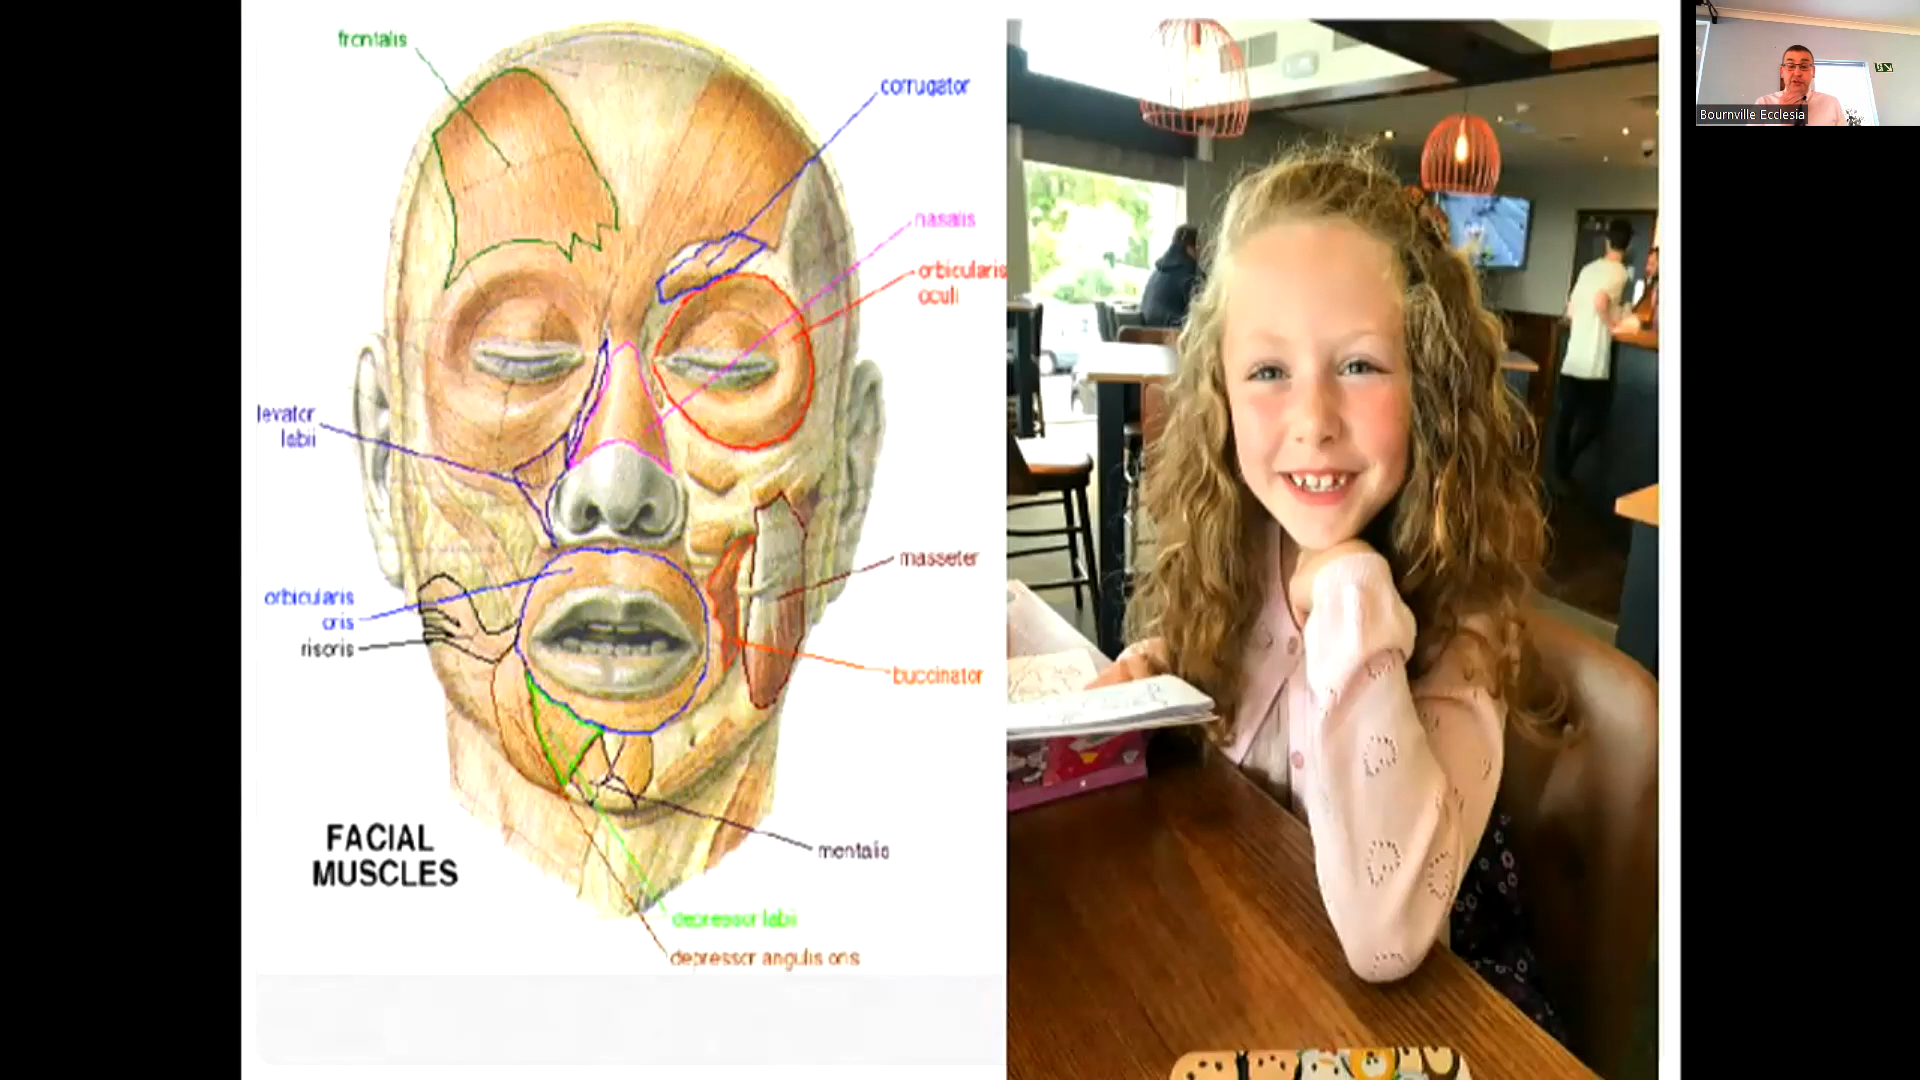 frontalis
corrugator
nasalis
orbicularis
oculi
levator
labii
masseter
orbicularis
oris
risoris
buccinator
FACIAL
MUSCLES
mentalis
depressor labii
depressor angulis oris
Bournville Ecclesia